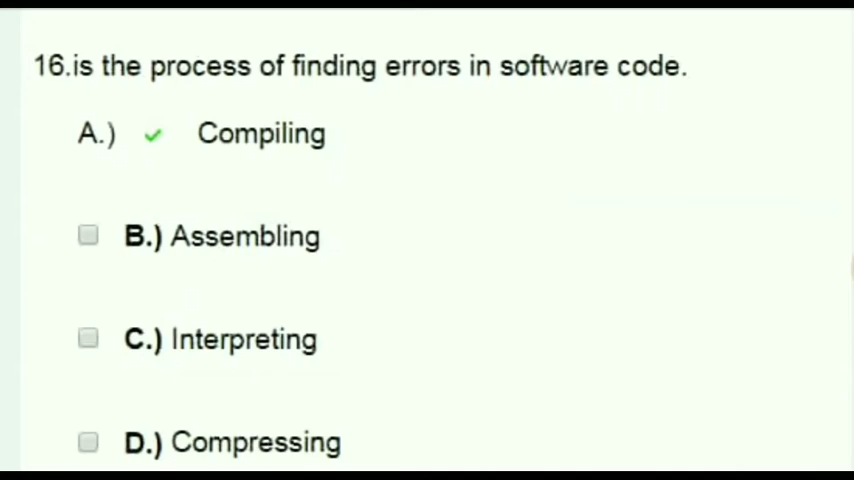 16.is the process of finding errors in software code.
A.) ✓ Compiling
B.) Assembling
C.) Interpreting
D.) Compressing